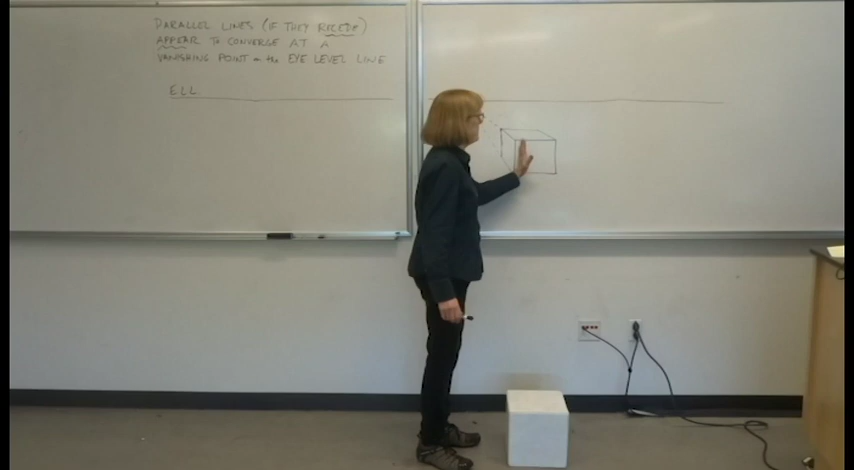 PARALLEL LINES (IF THEY RECEDE)
APPEAR TO CONVERGE AT A
VANISHING POINT on the EYE LEVEL LINE
ELL